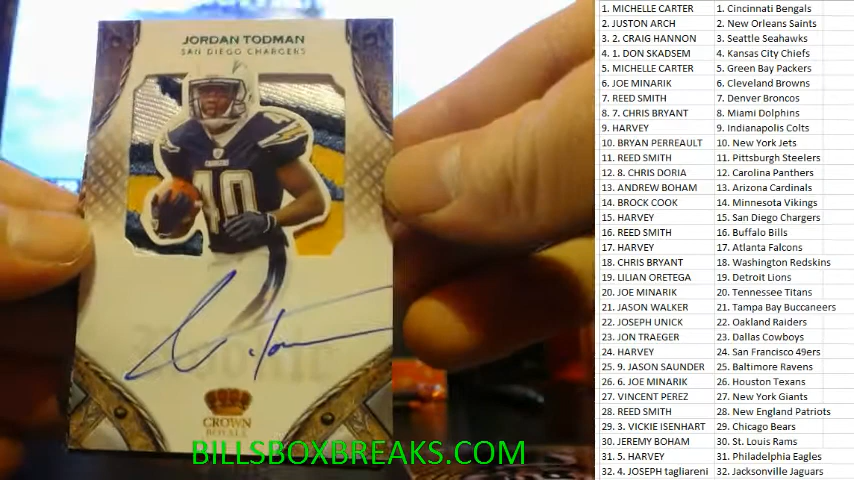 JORDAN TODMAN
SAN DIEGO CHARGERS
CHARGERS
40
CROWN
ROYALE
BILLSBOXBREAKS.COM
1. MICHELLE CARTER 1. Cincinnati Bengals
2. JUSTON ARCH 2. New Orleans Saints
3. 2. CRAIG HANNON 3. Seattle Seahawks
4. 1. DON SKADSEM 4. Kansas City Chiefs
5. MICHELLE CARTER 5. Green Bay Packers
6. JOE MINARIK 6. Cleveland Browns
7. REED SMITH 7. Denver Broncos
8. 7. CHRIS BRYANT 8. Miami Dolphins
9. HARVEY 9. Indianapolis Colts
10. BRYAN PERREAULT 10. New York Jets
11. REED SMITH 11. Pittsburgh Steelers
12. 8. CHRIS DORIA 12. Carolina Panthers
13. ANDREW BOHAM 13. Arizona Cardinals
14. BROCK COOK 14. Minnesota Vikings
15. HARVEY 15. San Diego Chargers
16. REED SMITH 16. Buffalo Bills
17. HARVEY 17. Atlanta Falcons
18. CHRIS BRYANT 18. Washington Redskins
19. LILIAN ORETEGA 19. Detroit Lions
20. JOE MINARIK 20. Tennessee Titans
21. JASON WALKER 21. Tampa Bay Buccaneers
22. JOSEPH UNICK 22. Oakland Raiders
23. JON TRAEGER 23. Dallas Cowboys
24. HARVEY 24. San Francisco 49ers
25. 9. JASON SAUNDER 25. Baltimore Ravens
26. 6. JOE MINARIK 26. Houston Texans
27. VINCENT PEREZ 27. New York Giants
28. REED SMITH 28. New England Patriots
29. 3. VICKIE ISENHART 29. Chicago Bears
30. JEREMY BOHAM 30. St. Louis Rams
31. 5. HARVEY 31. Philadelphia Eagles
32. 4. JOSEPH tagliareni 32. Jacksonville Jaguars